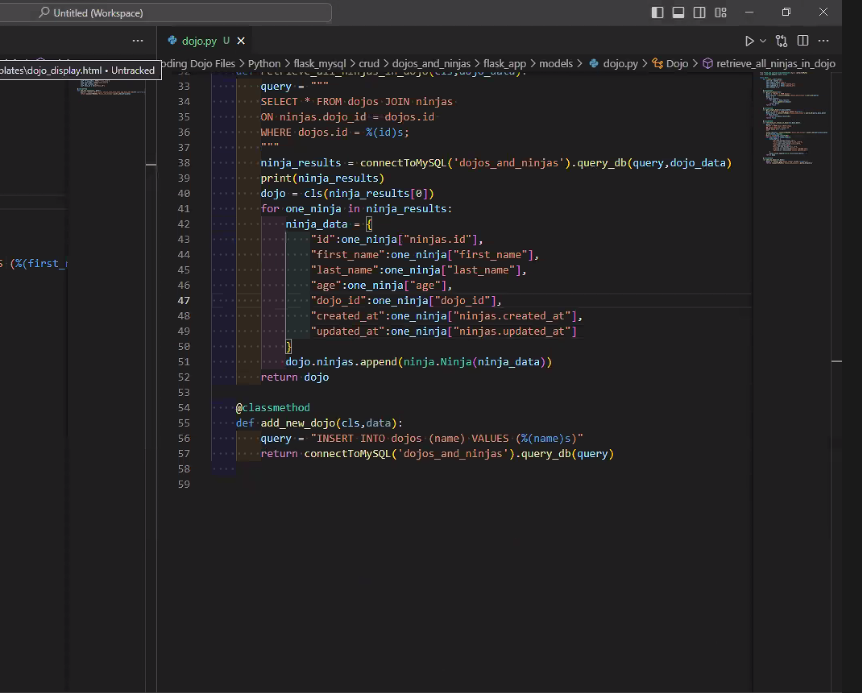 Untitled (Workspace)
dojo.py U
plates\dojo_display.html • Untracked
oding Dojo Files > Python > flask_mysql > crud > dojos_and_ninjas > flask_app > models > dojo.py > Dojo > retrieve_all_ninjas_in_dojo
32 def retrieve_all_ninjas_in_dojo(cls,dojo_data):
33 query = """
34 SELECT * FROM dojos JOIN ninjas
35 ON ninjas.dojo_id = dojos.id
36 WHERE dojos.id = %(id)s;
37 """
38 ninja_results = connectToMySQL('dojos_and_ninjas').query_db(query,dojo_data)
39 print(ninja_results)
40 dojo = cls(ninja_results[0])
41 for one_ninja in ninja_results:
42 ninja_data = {
43 "id":one_ninja["ninjas.id"],
44 "first_name":one_ninja["first_name"],
45 "last_name":one_ninja["last_name"],
46 "age":one_ninja["age"],
47 "dojo_id":one_ninja["dojo_id"],
48 "created_at":one_ninja["ninjas.created_at"],
49 "updated_at":one_ninja["ninjas.updated_at"]
50 }
51 dojo.ninjas.append(ninja.Ninja(ninja_data))
52 return dojo
53
54 @classmethod
55 def add_new_dojo(cls,data):
56 query = "INSERT INTO dojos (name) VALUES (%(name)s)"
57 return connectToMySQL('dojos_and_ninjas').query_db(query)
58
59
S (%(first_n